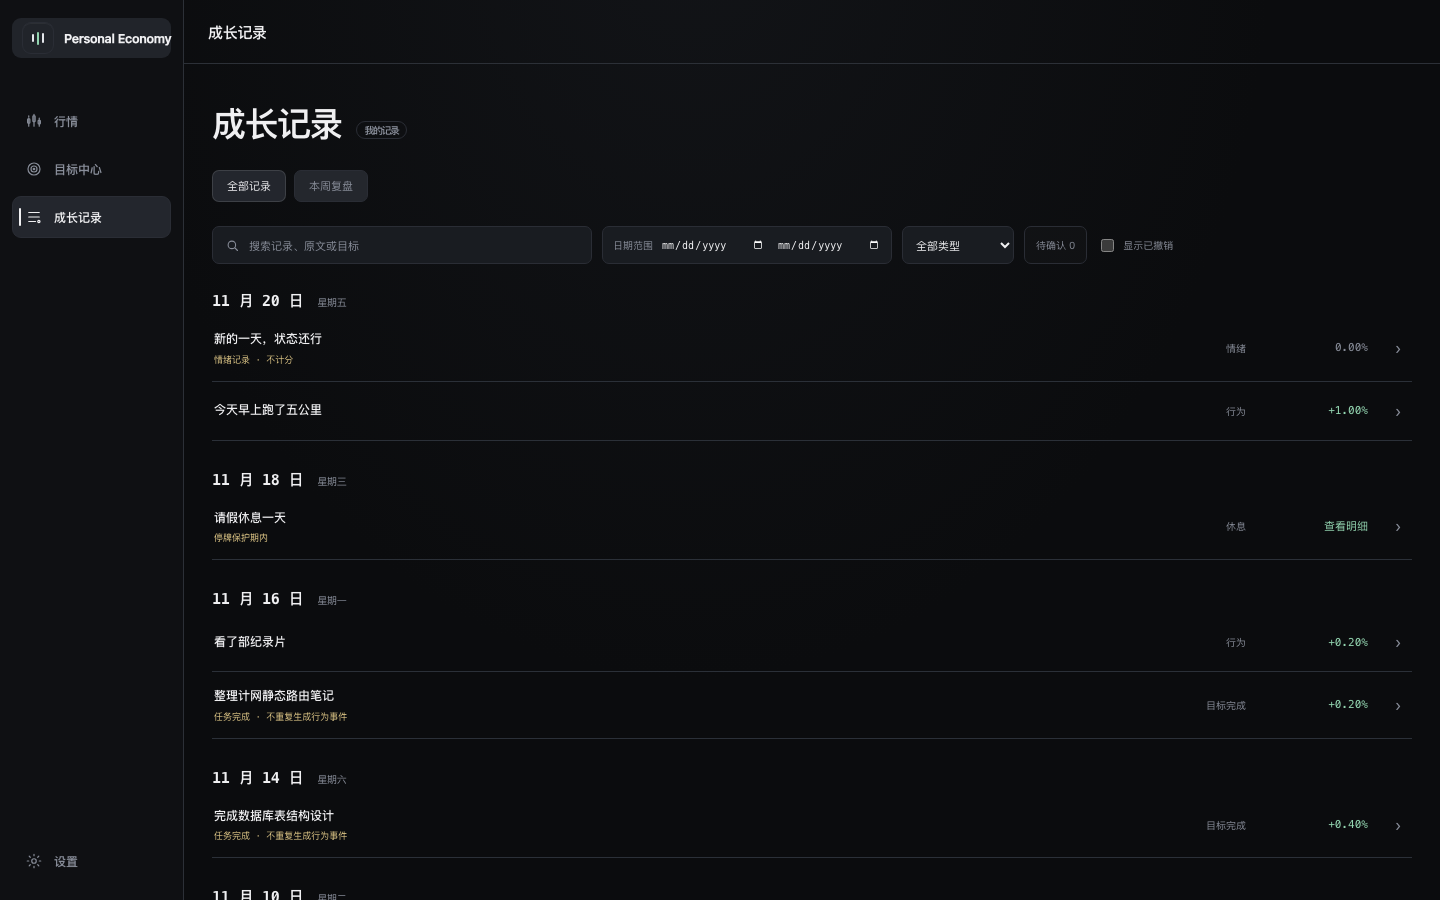 Personal Economy
行情
目标中心
成长记录
设置
成长记录
成长记录 我的记录
全部记录 本周复盘
搜索记录、原文或目标 日期范围 mm/dd/yyyy mm/dd/yyyy 全部类型 待确认 0 显示已撤销
11 月 20 日 星期五
新的一天，状态还行
情绪记录 · 不计分
情绪 0.00%
今天早上跑了五公里 行为 +1.00%
11 月 18 日 星期三
请假休息一天
停牌保护期内
休息 查看明细
11 月 16 日 星期一
看了部纪录片 行为 +0.20%
整理计网静态路由笔记
任务完成 · 不重复生成行为事件
目标完成 +0.20%
11 月 14 日 星期六
完成数据库表结构设计
任务完成 · 不重复生成行为事件
目标完成 +0.40%
11 月 10 日 星期二